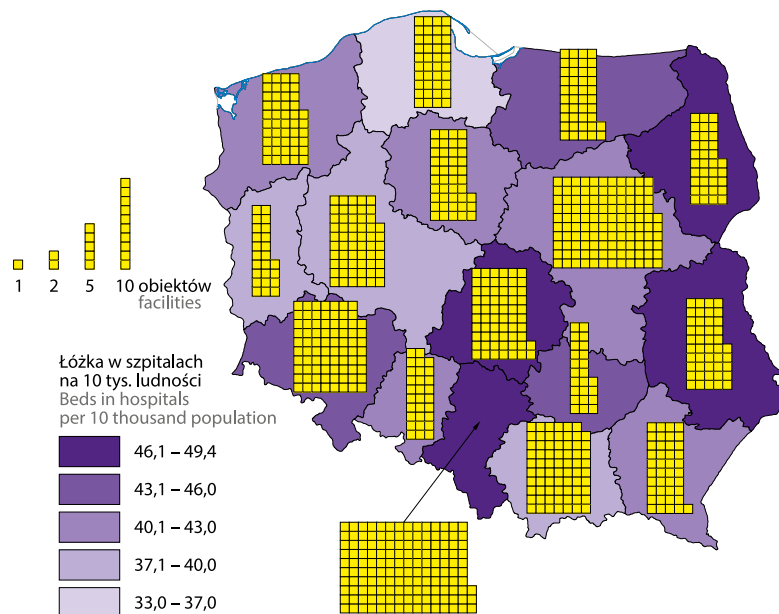 1 2 5 10 obiektów
facilities
Łóżka w szpitalach
na 10 tys. ludności
Beds in hospitals
per 10 thousand population
46,1 – 49,4
43,1 – 46,0
40,1 – 43,0
37,1 – 40,0
33,0 – 37,0